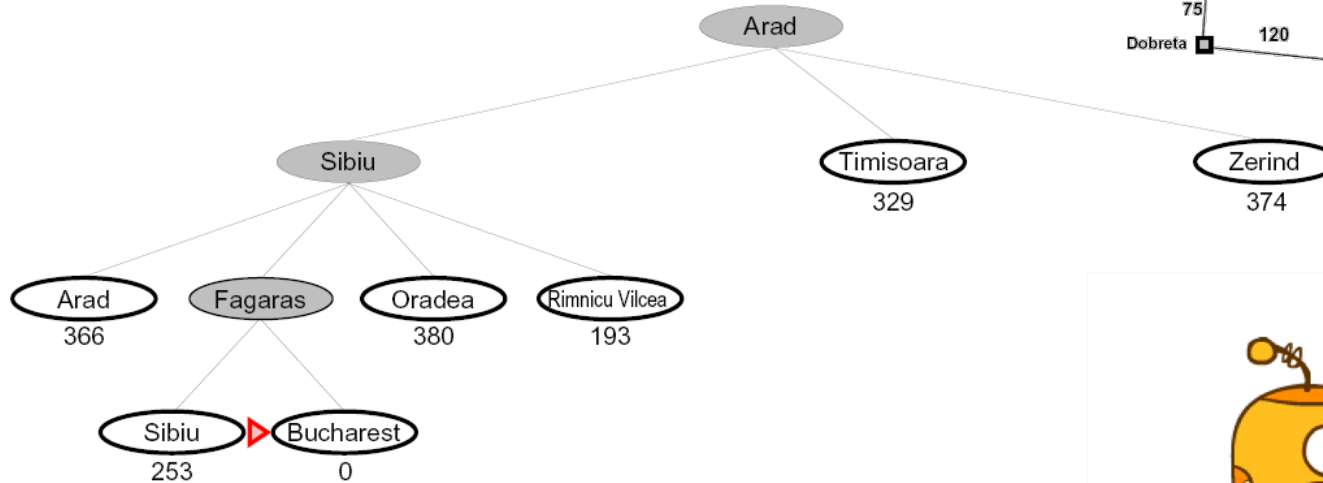 Arad
75
Dobreta
120
Sibiu
Timisoara
Zerind
329
374
Arad
Fagaras
Oradea
Rimnicu Vilcea
366
380
193
Sibiu
Bucharest
253
0